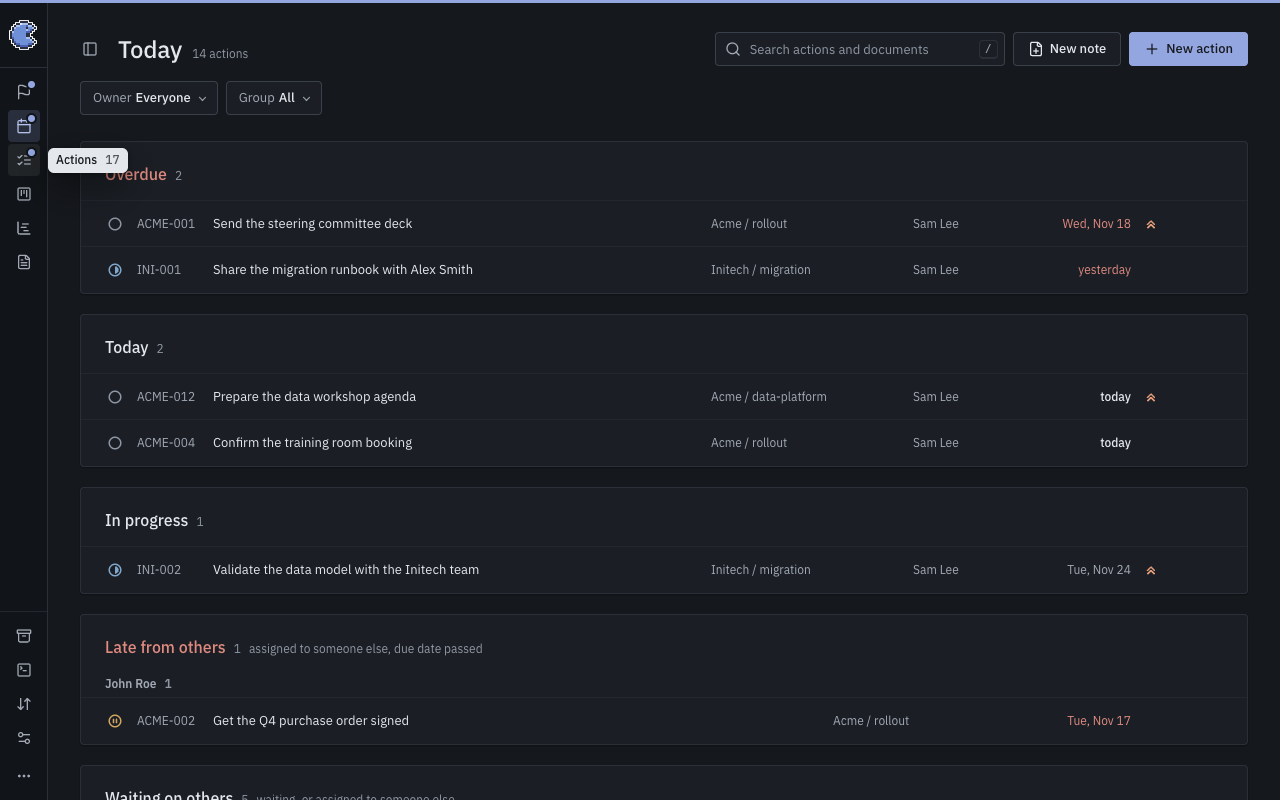 Today 14 actions
Search actions and documents /
New note
New action
Owner Everyone
Group All
Actions 17
Overdue 2
ACME-001 Send the steering committee deck Acme / rollout Sam Lee Wed, Nov 18
INI-001 Share the migration runbook with Alex Smith Initech / migration Sam Lee yesterday
Today 2
ACME-012 Prepare the data workshop agenda Acme / data-platform Sam Lee today
ACME-004 Confirm the training room booking Acme / rollout Sam Lee today
In progress 1
INI-002 Validate the data model with the Initech team Initech / migration Sam Lee Tue, Nov 24
Late from others 1 assigned to someone else, due date passed
John Roe 1
ACME-002 Get the Q4 purchase order signed Acme / rollout Tue, Nov 17
Waiting on others 5 waiting, or assigned to someone else